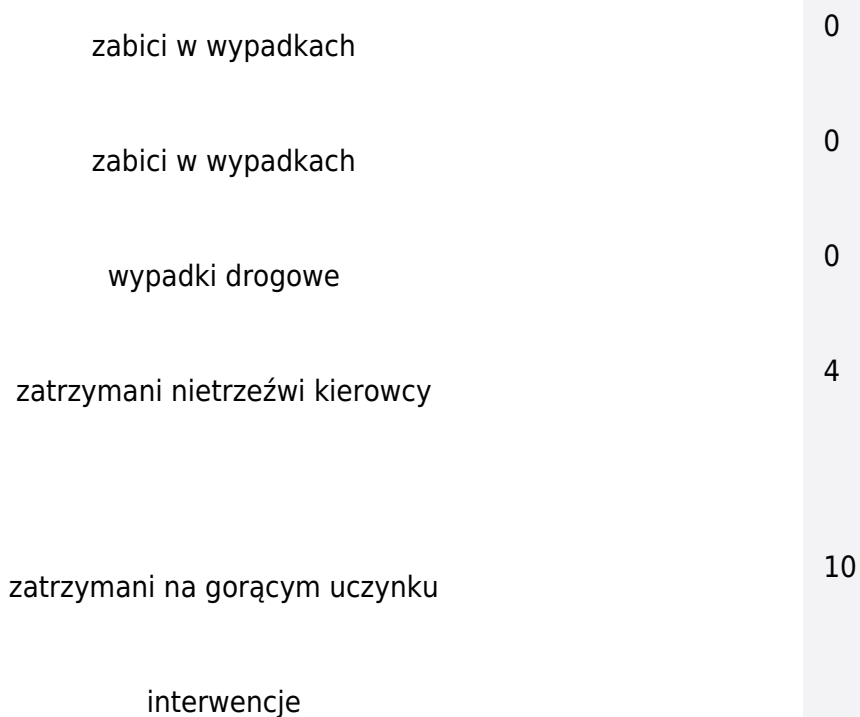 zabici w wypadkach 0
zabici w wypadkach 0
wypadki drogowe 0
zatrzymani nietrzeźwi kierowcy 4
zatrzymani na gorącym uczynku 10
interwencje